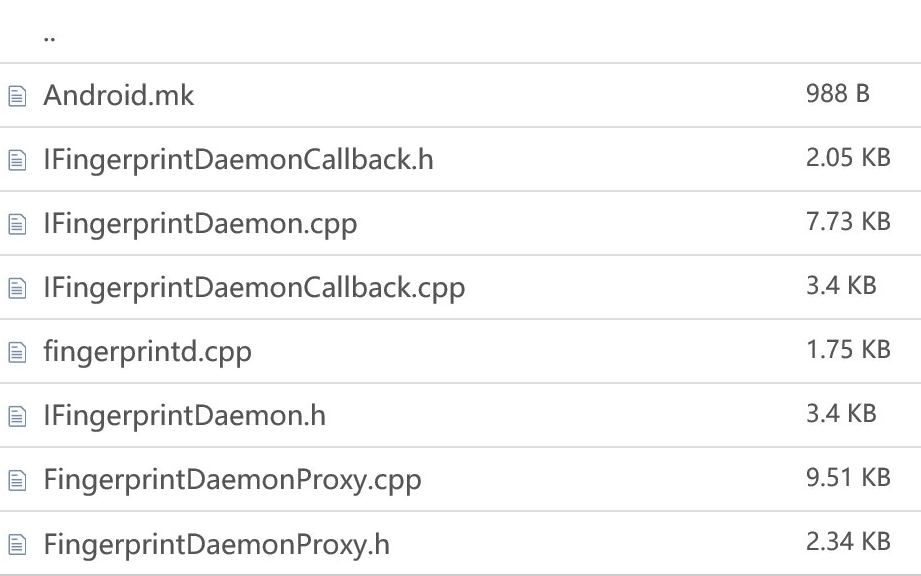 ..
Android.mk 988 B
IFingerprintDaemonCallback.h 2.05 KB
IFingerprintDaemon.cpp 7.73 KB
IFingerprintDaemonCallback.cpp 3.4 KB
fingerprintd.cpp 1.75 KB
IFingerprintDaemon.h 3.4 KB
FingerprintDaemonProxy.cpp 9.51 KB
FingerprintDaemonProxy.h 2.34 KB